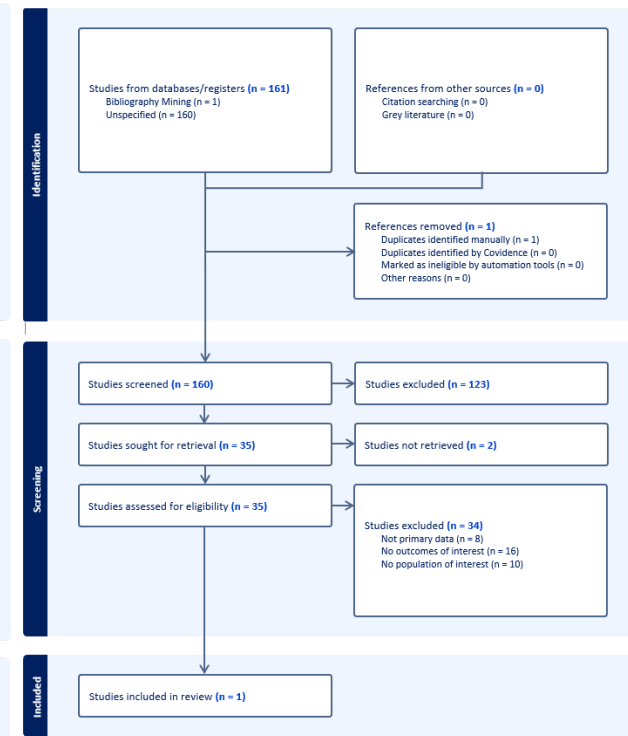 Identification
Studies from databases/registers (n = 161)
Bibliography Mining (n = 1)
Unspecified (n = 160)
References from other sources (n = 0)
Citation searching (n = 0)
Grey literature (n = 0)
References removed (n = 1)
Duplicates identified manually (n = 1)
Duplicates identified by Covidence (n = 0)
Marked as ineligible by automation tools (n = 0)
Other reasons (n = 0)
Screening
Studies screened (n = 160)
Studies excluded (n = 123)
Studies sought for retrieval (n = 35)
Studies not retrieved (n = 2)
Studies assessed for eligibility (n = 35)
Studies excluded (n = 34)
Not primary data (n = 8)
No outcomes of interest (n = 16)
No population of interest (n = 10)
Included
Studies included in review (n = 1)